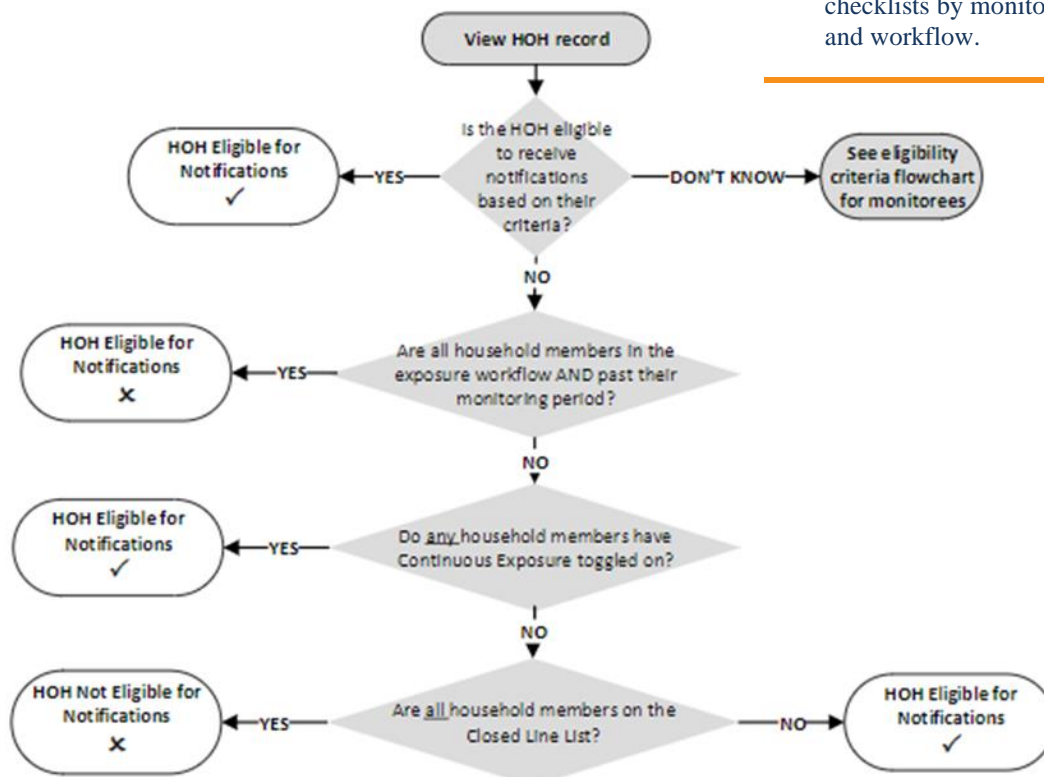 checklists by monito
and workflow.
View HOH record
Is the HOH eligible
to receive
notifications
based on their
criteria?
YES
HOH Eligible for
Notifications
✓
DON'T KNOW
See eligibility
criteria flowchart
for monitorees
NO
Are all household members in the
exposure workflow AND past their
monitoring period?
YES
HOH Eligible for
Notifications
✗
NO
Do any household members have
Continuous Exposure toggled on?
YES
HOH Eligible for
Notifications
✓
NO
Are all household members on the
Closed Line List?
YES
HOH Not Eligible for
Notifications
✗
NO
HOH Eligible for
Notifications
✓